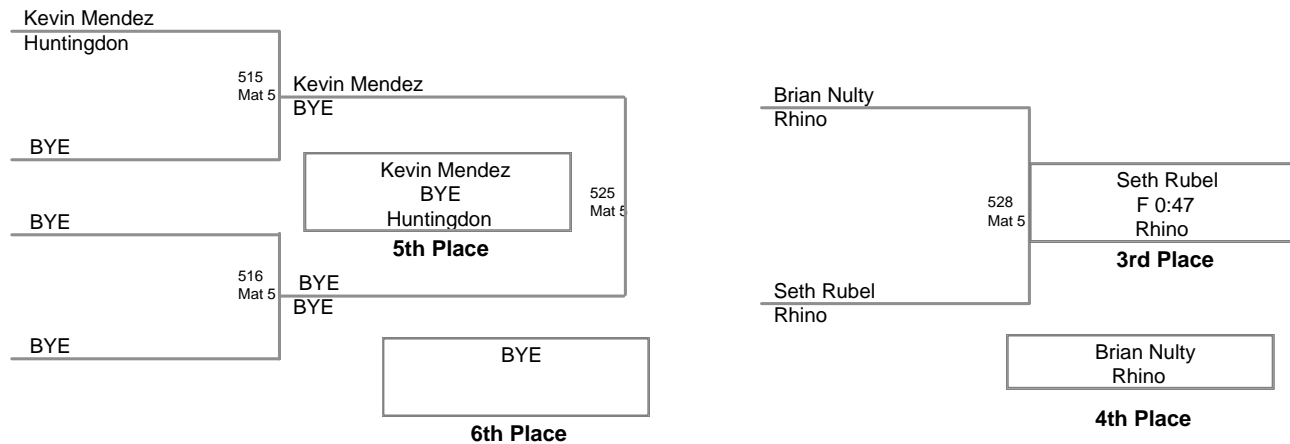 Kevin Mendez
Huntingdon
515
Mat 5
BYE
Kevin Mendez
BYE
Kevin Mendez
BYE
Huntingdon
5th Place
525
Mat 5
BYE
516
Mat 5
BYE
BYE
BYE
BYE
6th Place
Brian Nulty
Rhino
528
Mat 5
Seth Rubel
Rhino
Seth Rubel
F 0:47
Rhino
3rd Place
Brian Nulty
Rhino
4th Place